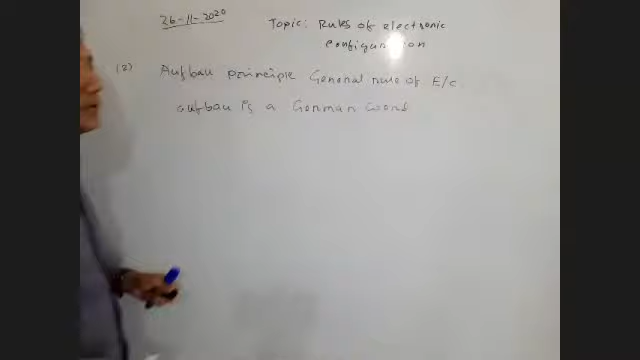 26-11-2020
Topic: Rules of electronic
configuration
(2) Aufbau principle General rule of E/c.
aufbau is a German word